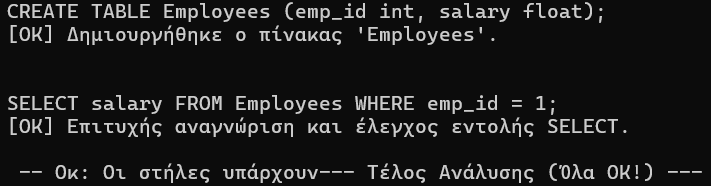 CREATE TABLE Employees (emp_id int, salary float);
[OK] Δημιουργήθηκε ο πίνακας 'Employees'.
SELECT salary FROM Employees WHERE emp_id = 1;
[OK] Επιτυχής αναγνώριση και έλεγχος εντολής SELECT.
-- Οκ: Οι στήλες υπάρχουν--- Τέλος Ανάλυσης (Όλα ΟΚ!) ---